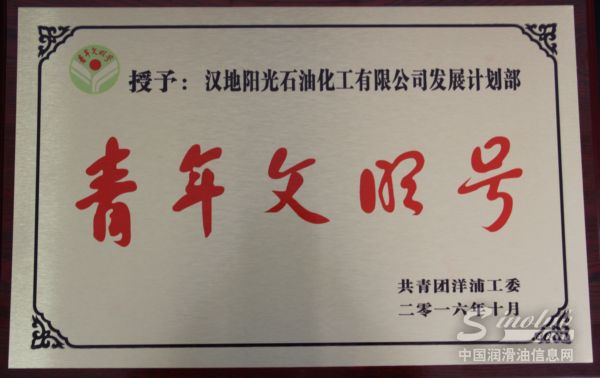 青年文明号
授予：汉地阳光石油化工有限公司发展计划部
青年文明号
共青团洋浦工委
二零一六年十月
中国润滑油信息网